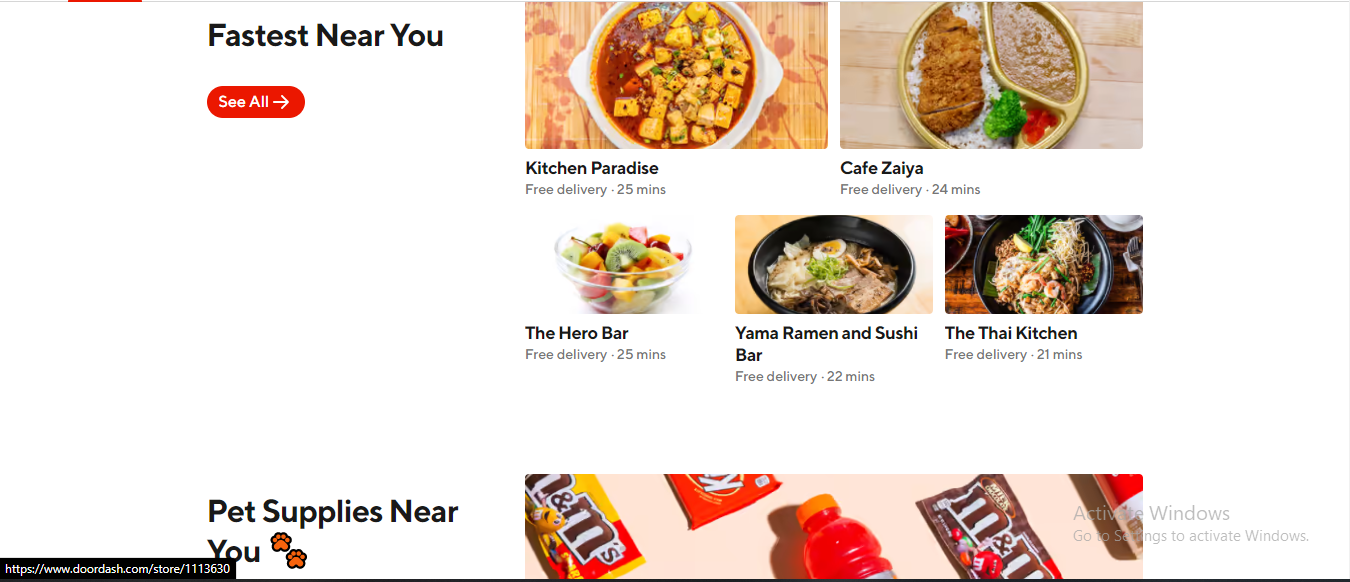 Fastest Near You
See All →
Kitchen Paradise
Free delivery · 25 mins
Cafe Zaiya
Free delivery · 24 mins
The Hero Bar
Free delivery · 25 mins
Yama Ramen and Sushi
Bar
Free delivery · 22 mins
The Thai Kitchen
Free delivery · 21 mins
Pet Supplies Near
You
m&m's
Ki
m
Activate Windows
Go to Settings to activate Windows.
https://www.doordash.com/store/1113630